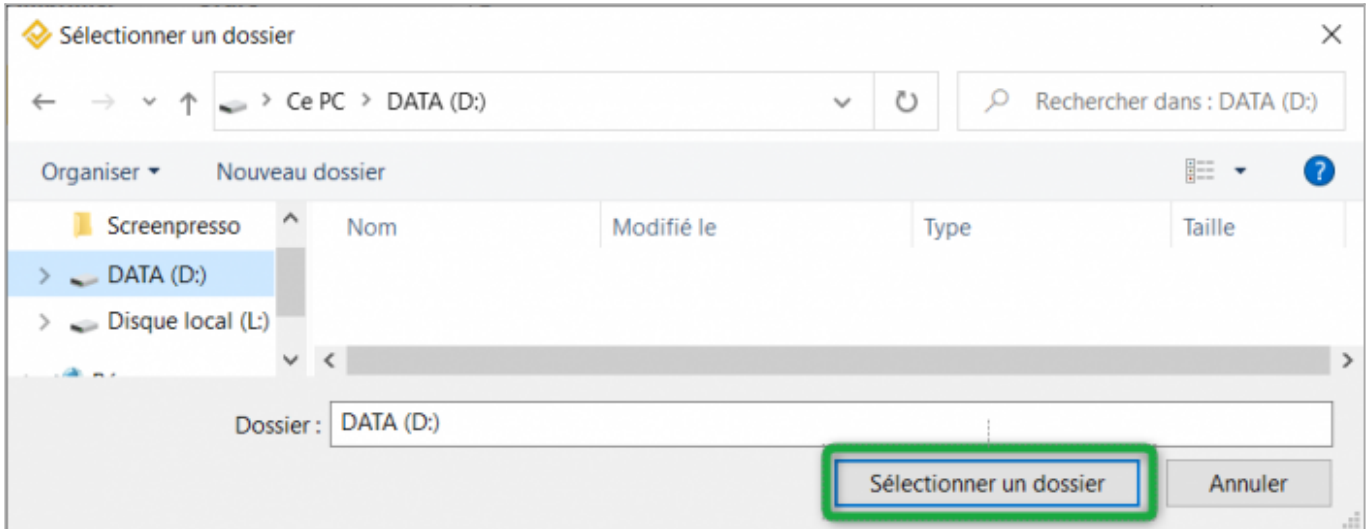 Sélectionner un dossier
Ce PC > DATA (D:)
Rechercher dans : DATA (D:)
Organiser
Nouveau dossier
Screenpresso
Nom
Modifié le
Type
Taille
DATA (D:)
Disque local (L:)
Dossier : DATA (D:)
Sélectionner un dossier
Annuler